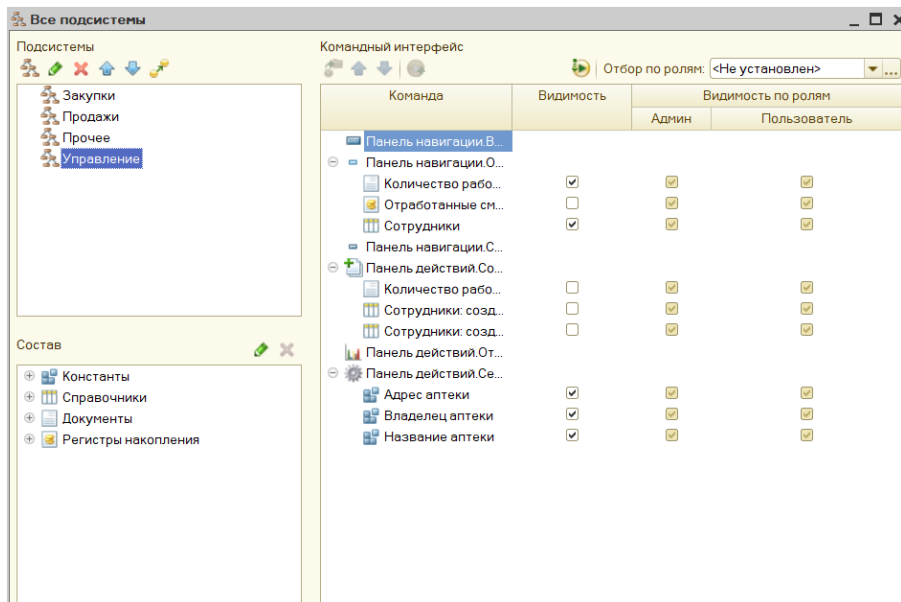 Все подсистемы
Подсистемы
Закупки
Продажи
Прочее
Управление
Состав
Константы
Справочники
Документы
Регистры накопления
Командный интерфейс
Отбор по ролям: <Не установлен>
Команда Видимость Видимость по ролям
Админ Пользователь
Панель навигации.В...
Панель навигации.О...
Количество рабо...
Отработанные см...
Сотрудники
Панель навигации.С...
Панель действий.Со...
Количество рабо...
Сотрудники: созд...
Сотрудники: созд...
Панель действий.От...
Панель действий.Се...
Адрес аптеки
Владелец аптеки
Название аптеки